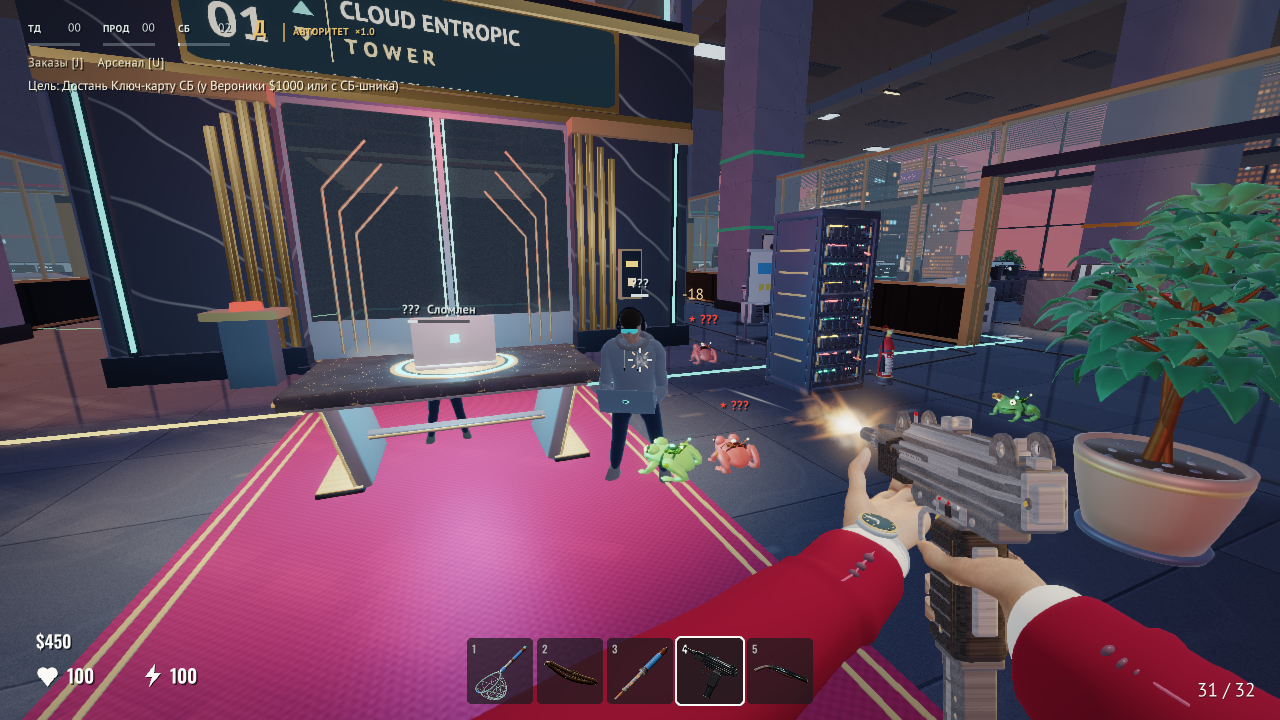 ТД 00 ПРОД 00 СБ 02
АВТОРИТЕТ ×1.0
Заказы [J] Арсенал [U]
Цель: Достань Ключ-карту СБ (у Вероники $1000 или с СБ-шника)
01
CLOUD ENTROPIC
TOWER
???
-18
??? Сломлен
★ ???
★ ???
$450
100
100
1
2
3
4
5
31 / 32